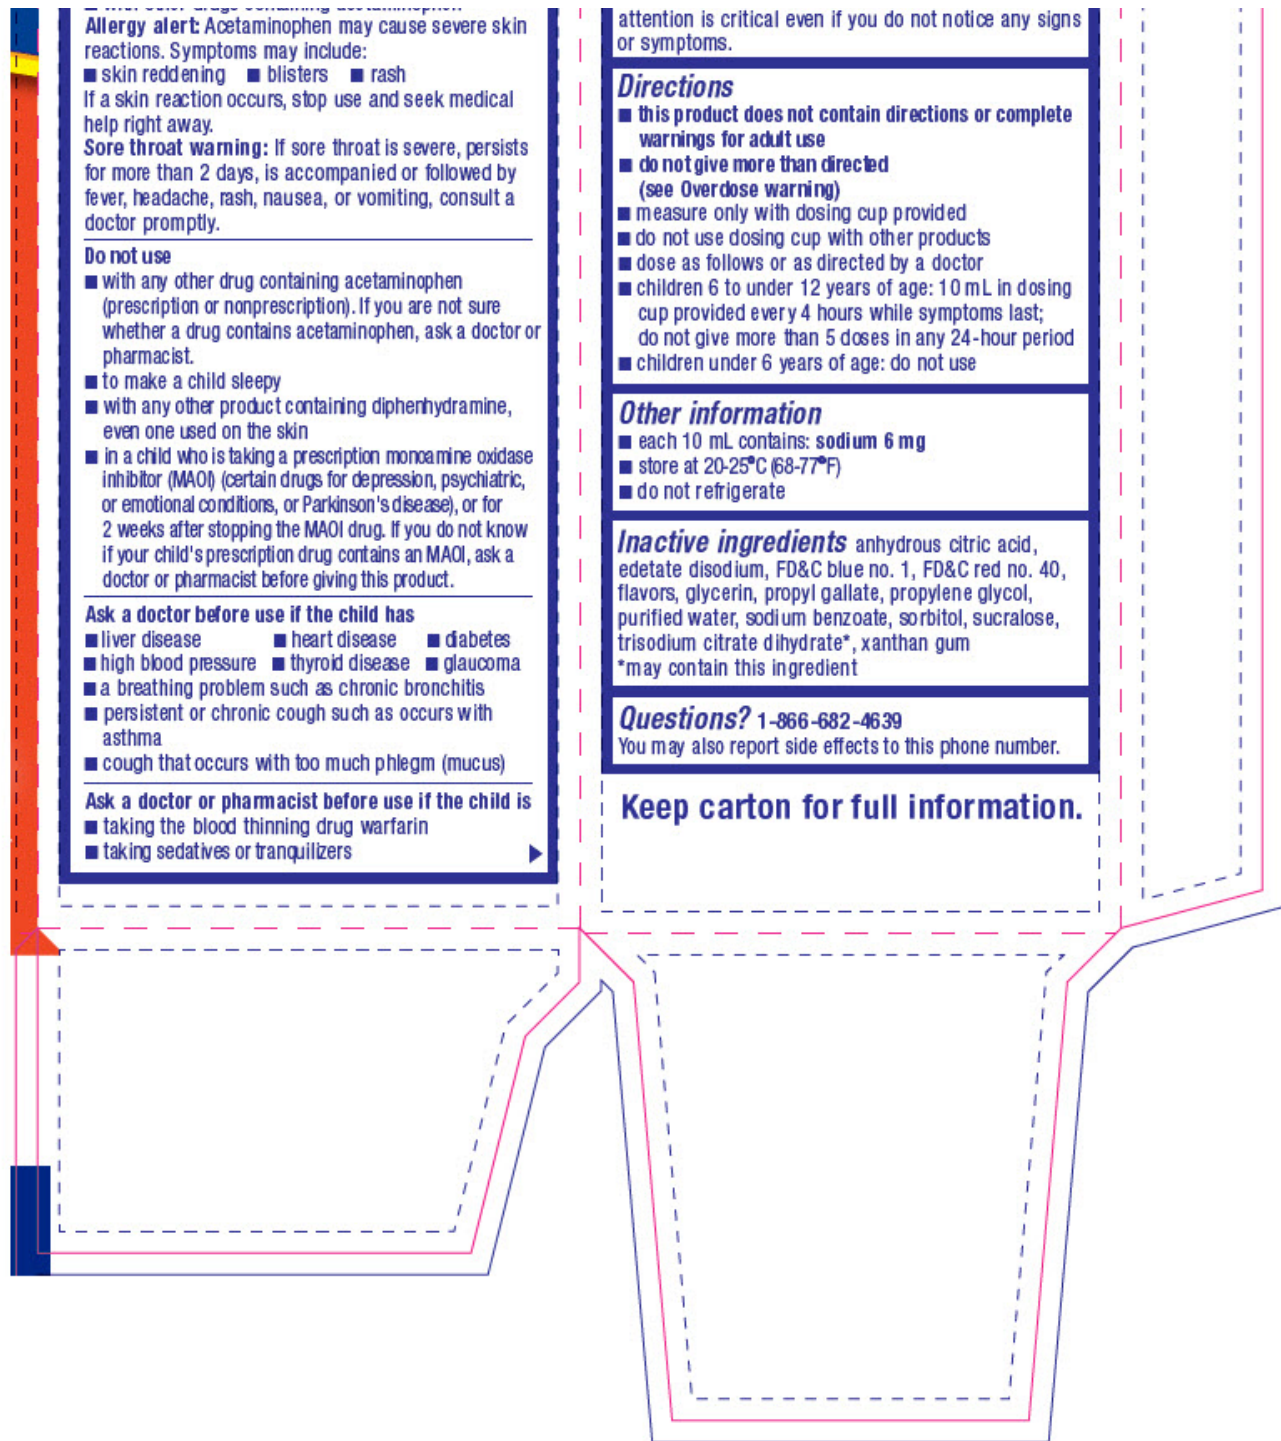 with other drugs containing acetaminophen
Allergy alert: Acetaminophen may cause severe skin
reactions. Symptoms may include:
■ skin reddening ■ blisters ■ rash
If a skin reaction occurs, stop use and seek medical
help right away.
Sore throat warning: If sore throat is severe, persists
for more than 2 days, is accompanied or followed by
fever, headache, rash, nausea, or vomiting, consult a
doctor promptly.
Do not use
■ with any other drug containing acetaminophen
(prescription or nonprescription). If you are not sure
whether a drug contains acetaminophen, ask a doctor or
pharmacist.
■ to make a child sleepy
■ with any other product containing diphenhydramine,
even one used on the skin
■ in a child who is taking a prescription monoamine oxidase
inhibitor (MAOI) (certain drugs for depression, psychiatric,
or emotional conditions, or Parkinson's disease), or for
2 weeks after stopping the MAOI drug. If you do not know
if your child's prescription drug contains an MAOI, ask a
doctor or pharmacist before giving this product.
Ask a doctor before use if the child has
■ liver disease ■ heart disease ■ diabetes
■ high blood pressure ■ thyroid disease ■ glaucoma
■ a breathing problem such as chronic bronchitis
■ persistent or chronic cough such as occurs with
asthma
■ cough that occurs with too much phlegm (mucus)
Ask a doctor or pharmacist before use if the child is
■ taking the blood thinning drug warfarin
■ taking sedatives or tranquilizers
attention is critical even if you do not notice any signs
or symptoms.
Directions
■ this product does not contain directions or complete
warnings for adult use
■ do not give more than directed
(see Overdose warning)
■ measure only with dosing cup provided
■ do not use dosing cup with other products
■ dose as follows or as directed by a doctor
■ children 6 to under 12 years of age: 10 mL in dosing
cup provided every 4 hours while symptoms last;
do not give more than 5 doses in any 24-hour period
■ children under 6 years of age: do not use
Other information
■ each 10 mL contains: sodium 6 mg
■ store at 20-25°C (68-77°F)
■ do not refrigerate
Inactive ingredients anhydrous citric acid,
edetate disodium, FD&C blue no. 1, FD&C red no. 40,
flavors, glycerin, propyl gallate, propylene glycol,
purified water, sodium benzoate, sorbitol, sucralose,
trisodium citrate dihydrate*, xanthan gum
*may contain this ingredient
Questions? 1-866-682-4639
You may also report side effects to this phone number.
Keep carton for full information.